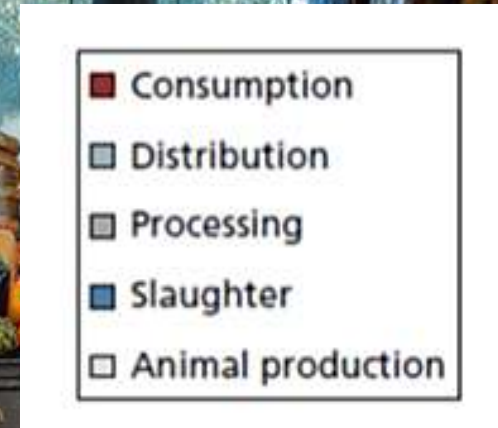 Consumption
Distribution
Processing
Slaughter
Animal production